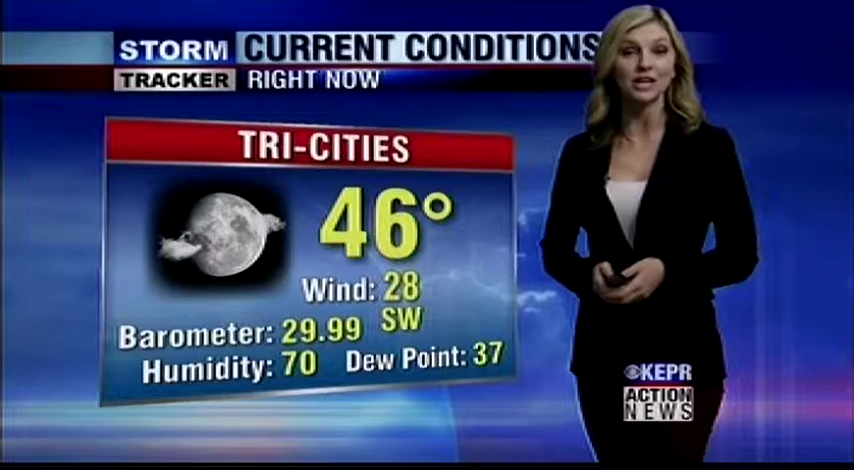 STORM TRACKER
CURRENT CONDITIONS
RIGHT NOW
TRI-CITIES
46°
Wind: 28
SW
Barometer: 29.99
Humidity: 70
Dew Point: 37
KEPR
ACTION
NEWS